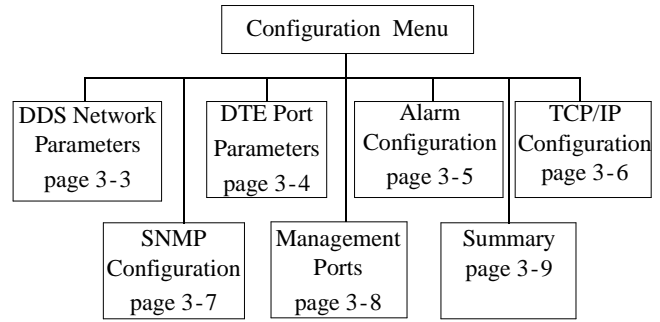 Configuration Menu
DDS Network
Parameters
page 3-3
DTE Port
Parameters
page 3-4
Alarm
Configuration
page 3-5
TCP/IP
Configuration
page 3-6
SNMP
Configuration
page 3-7
Management
Ports
page 3-8
Summary
page 3-9